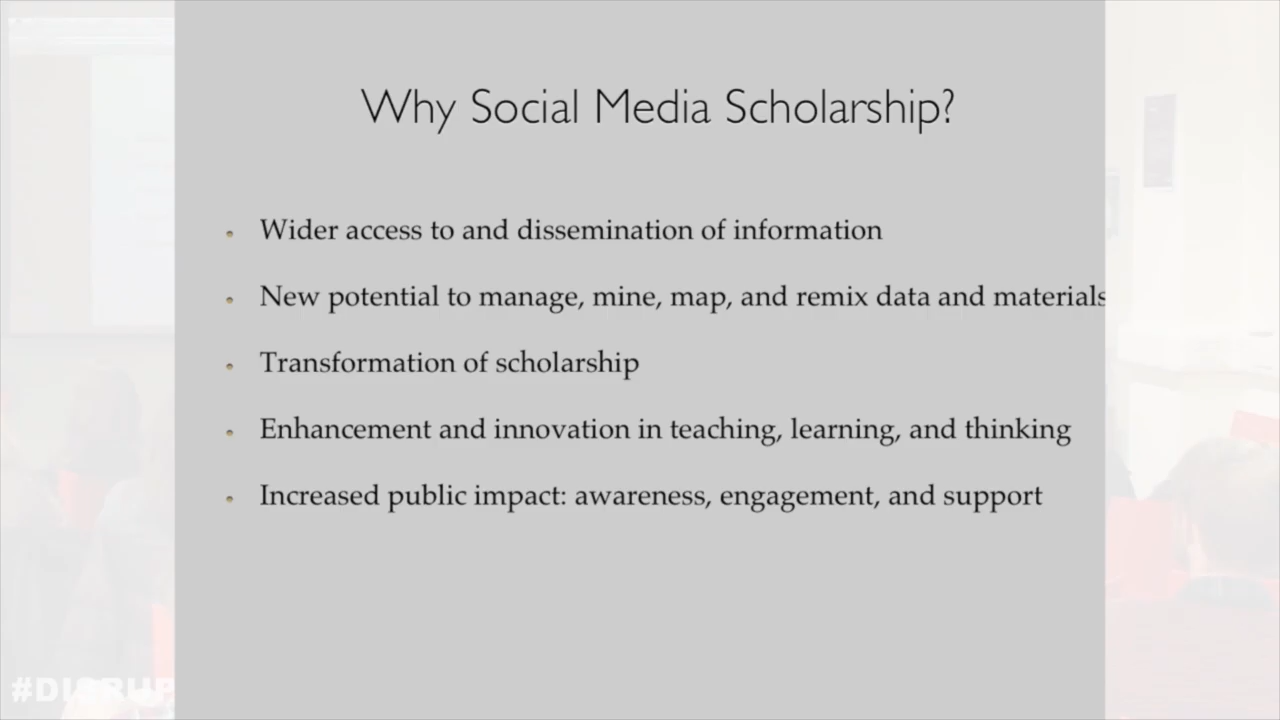 Why Social Media Scholarship?
• Wider access to and dissemination of information
• New potential to manage, mine, map, and remix data and materials
• Transformation of scholarship
• Enhancement and innovation in teaching, learning, and thinking
• Increased public impact: awareness, engagement, and support
#DISRUP